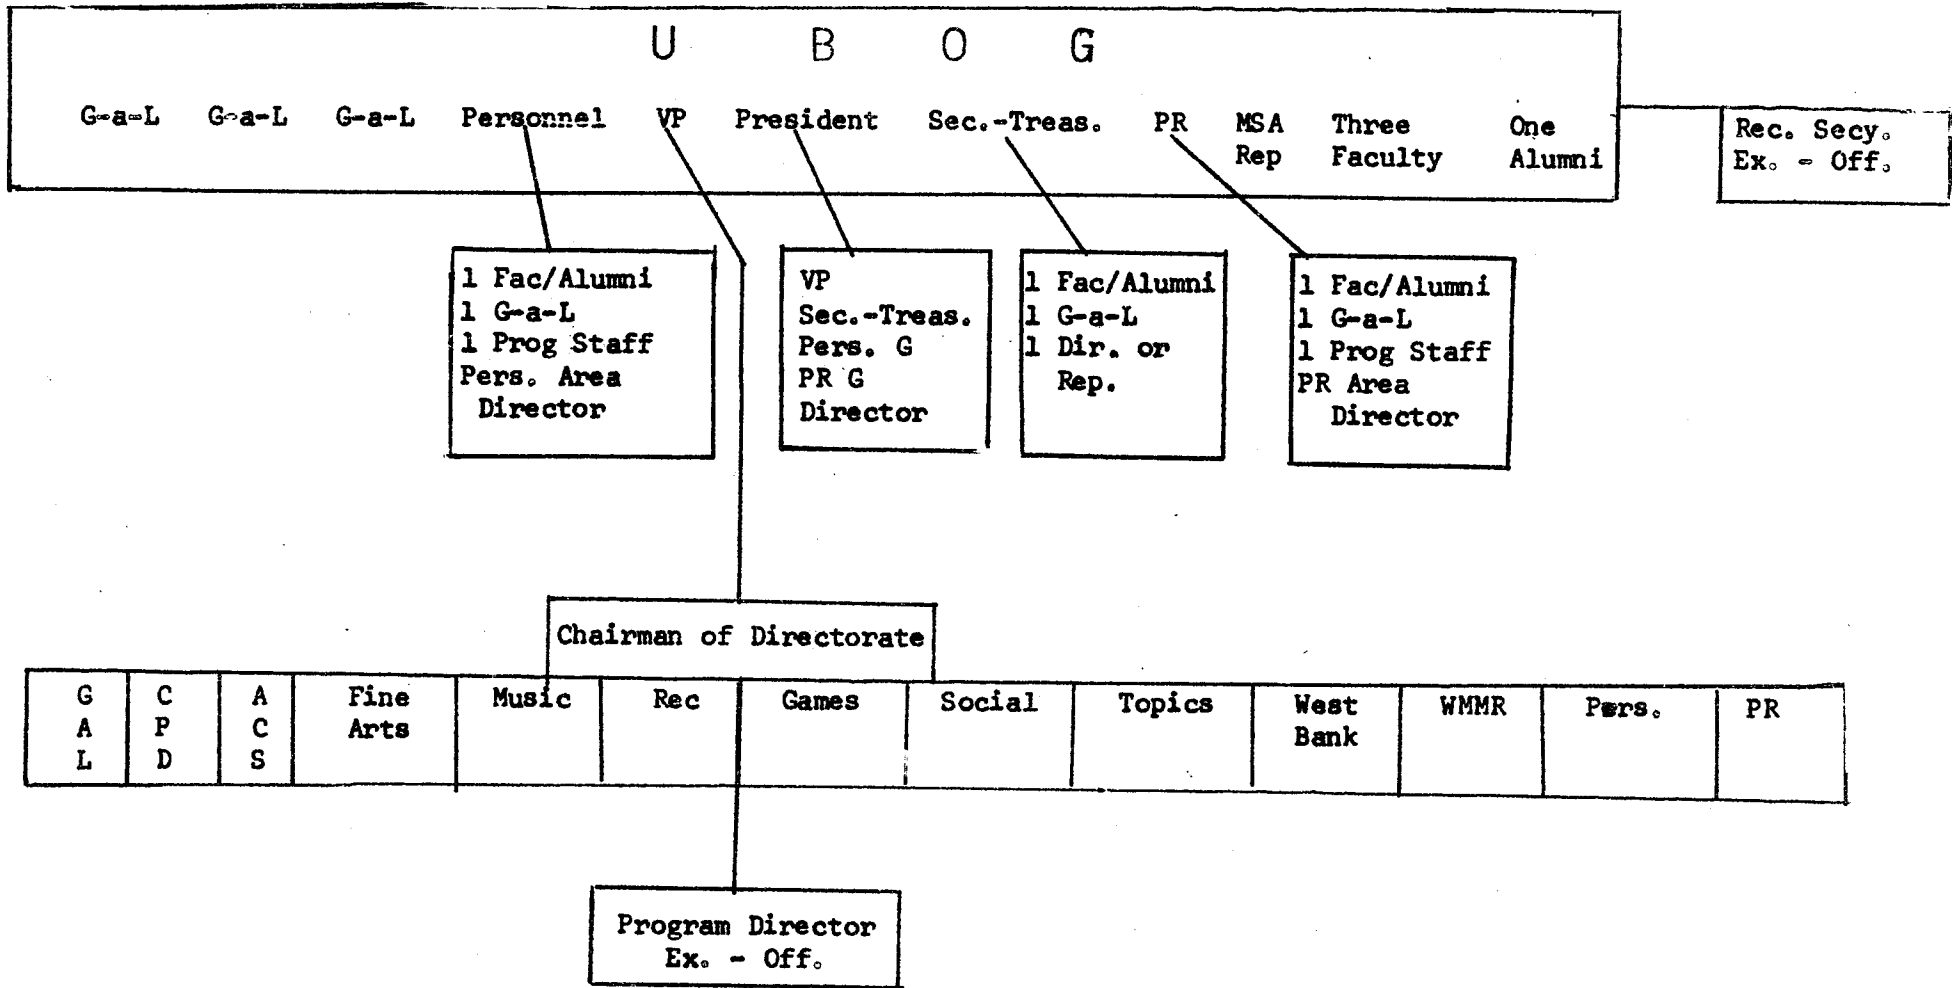 U B O G
G-a-L G-a-L G-a-L Personnel VP President Sec.-Treas. PR MSA Three One
Rep Faculty Alumni
Rec. Secy.
Ex. - Off.
1 Fac/Alumni
1 G-a-L
1 Prog Staff
Pers. Area
Director
VP
Sec.-Treas.
Pers. G
PR G
Director
1 Fac/Alumni
1 G-a-L
1 Dir. or
Rep.
1 Fac/Alumni
1 G-a-L
1 Prog Staff
PR Area
Director
Chairman of Directorate
G
A
L
C
P
D
A
C
S
Fine
Arts
Music
Rec
Games
Social
Topics
West
Bank
WMMR
Pers.
PR
Program Director
Ex. - Off.